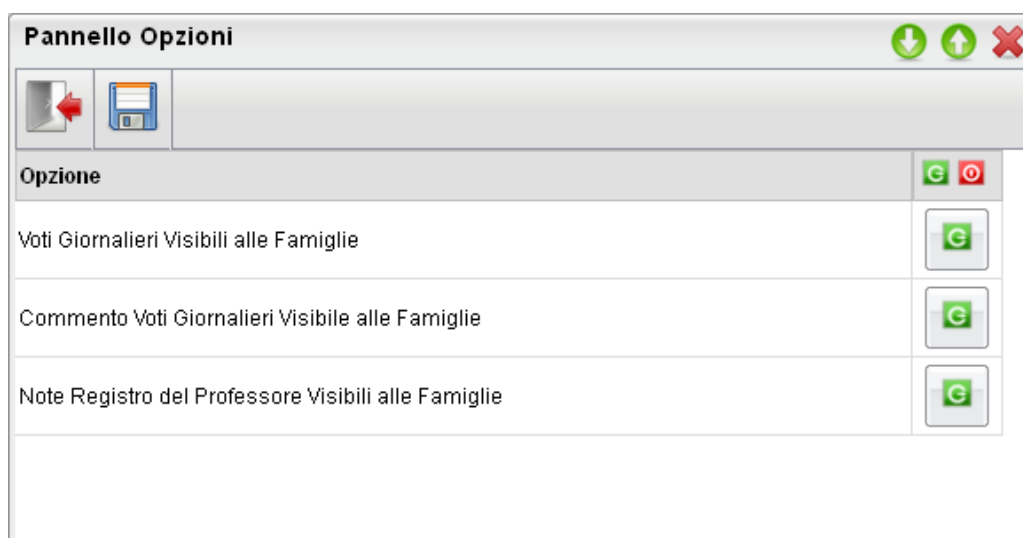 Pannello Opzioni
Opzione
Voti Giornalieri Visibili alle Famiglie
Commento Voti Giornalieri Visibile alle Famiglie
Note Registro del Professore Visibili alle Famiglie